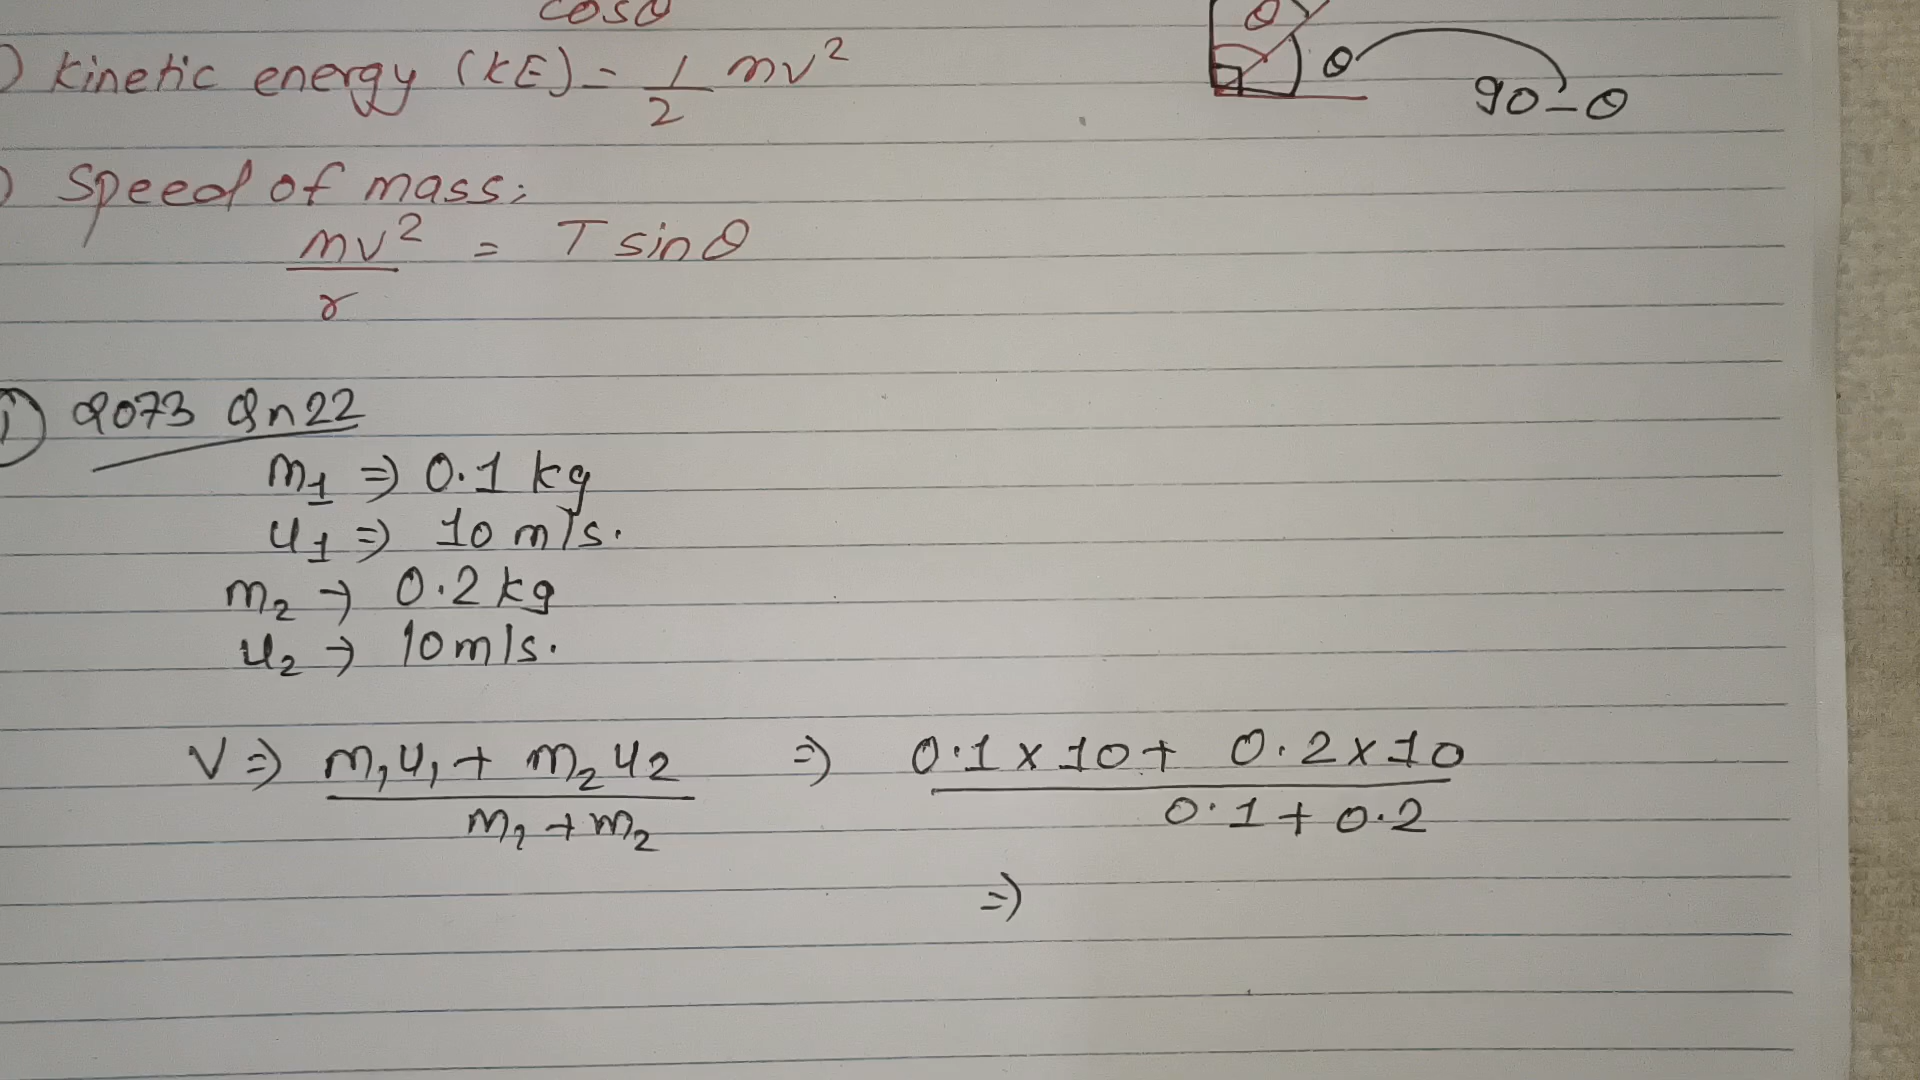 cosθ
θ
Kinetic energy (KE) = 1/2 mv²
θ
90-θ
Speed of mass:
mv²/r = T sinθ
i) 2073 Qn22
m₁ ⇒ 0.1 kg
u₁ ⇒ 10 m/s.
m₂ → 0.2 kg
u₂ → 10 m/s.
V ⇒ m₁u₁ + m₂u₂ / m₁ + m₂ ⇒ 0.1 x 10 + 0.2 x 10 / 0.1 + 0.2
⇒